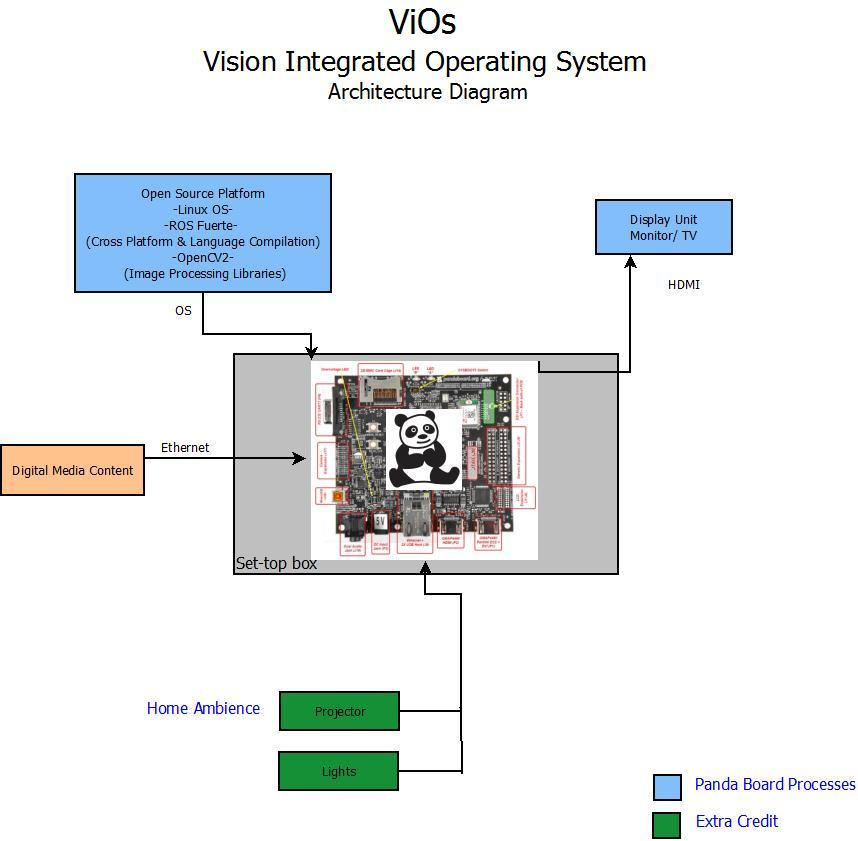 ViOs
Vision Integrated Operating System
Architecture Diagram
Open Source Platform
-Linux OS-
-ROS Fuerte-
(Cross Platform & Language Compilation)
-OpenCV2-
(Image Processing Libraries)
Display Unit
Monitor/ TV
HDMI
OS
Digital Media Content
Ethernet
5V
Set-top box
Home Ambience
Projector
Lights
Panda Board Processes
Extra Credit